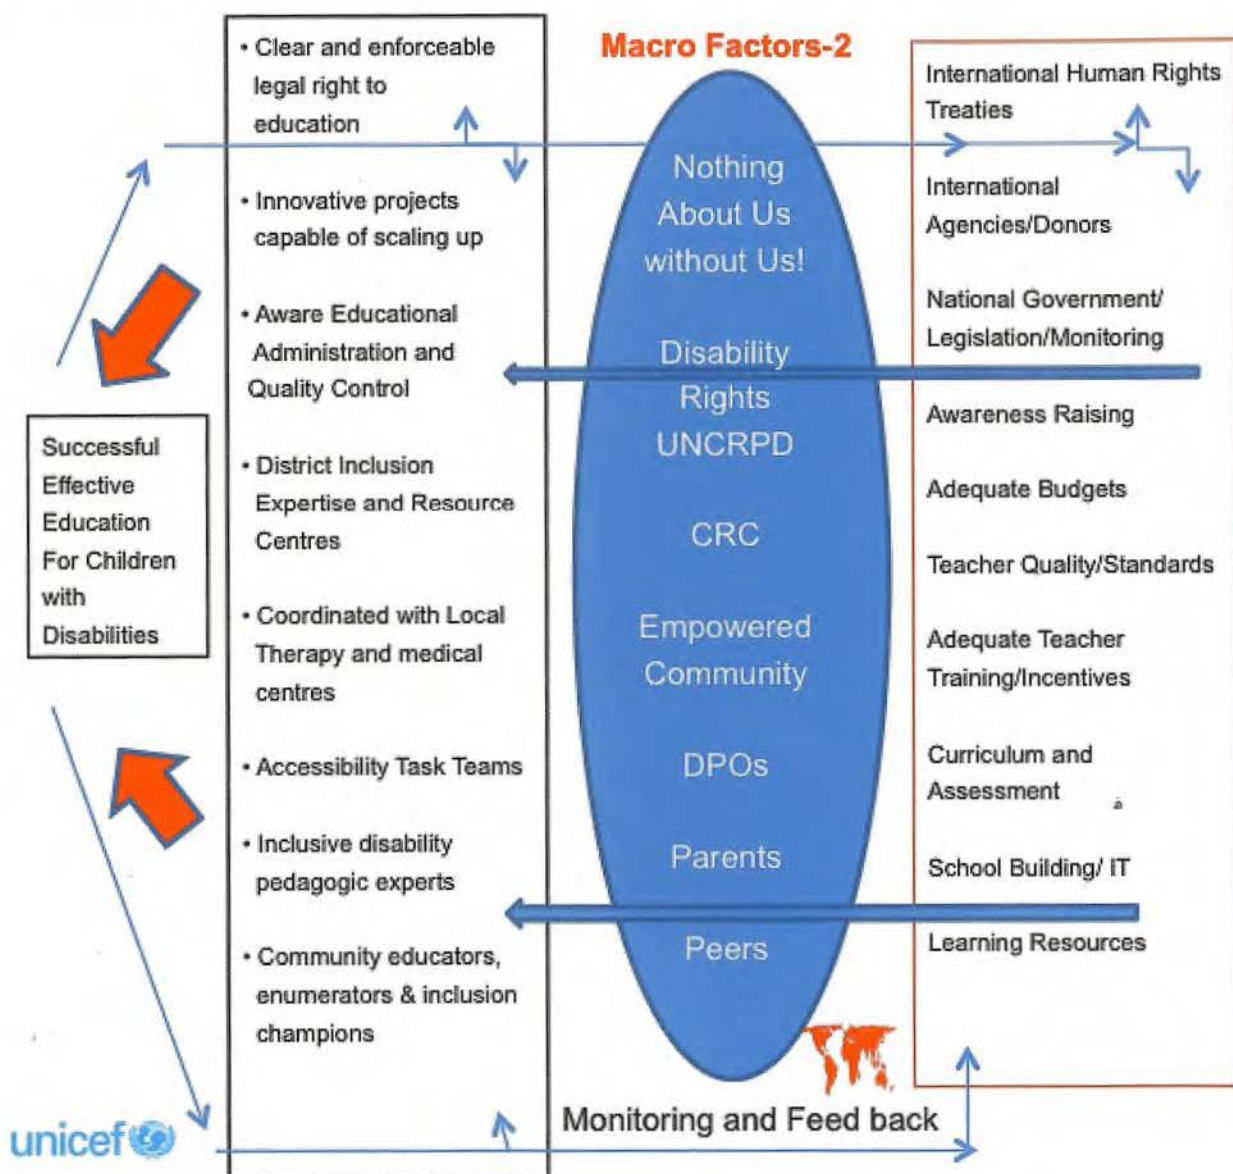 Macro Factors-2
Successful
Effective
Education
For Children
with
Disabilities
• Clear and enforceable
legal right to
education
• Innovative projects
capable of scaling up
• Aware Educational
Administration and
Quality Control
• District Inclusion
Expertise and Resource
Centres
• Coordinated with Local
Therapy and medical
centres
• Accessibility Task Teams
• Inclusive disability
pedagogic experts
• Community educators,
enumerators & inclusion
champions
Nothing
About Us
without Us!
Disability
Rights
UNCRPD
CRC
Empowered
Community
DPOs
Parents
Peers
International Human Rights
Treaties
International
Agencies/Donors
National Government/
Legislation/Monitoring
Awareness Raising
Adequate Budgets
Teacher Quality/Standards
Adequate Teacher
Training/Incentives
Curriculum and
Assessment
School Building/ IT
Learning Resources
Monitoring and Feed back
unicef